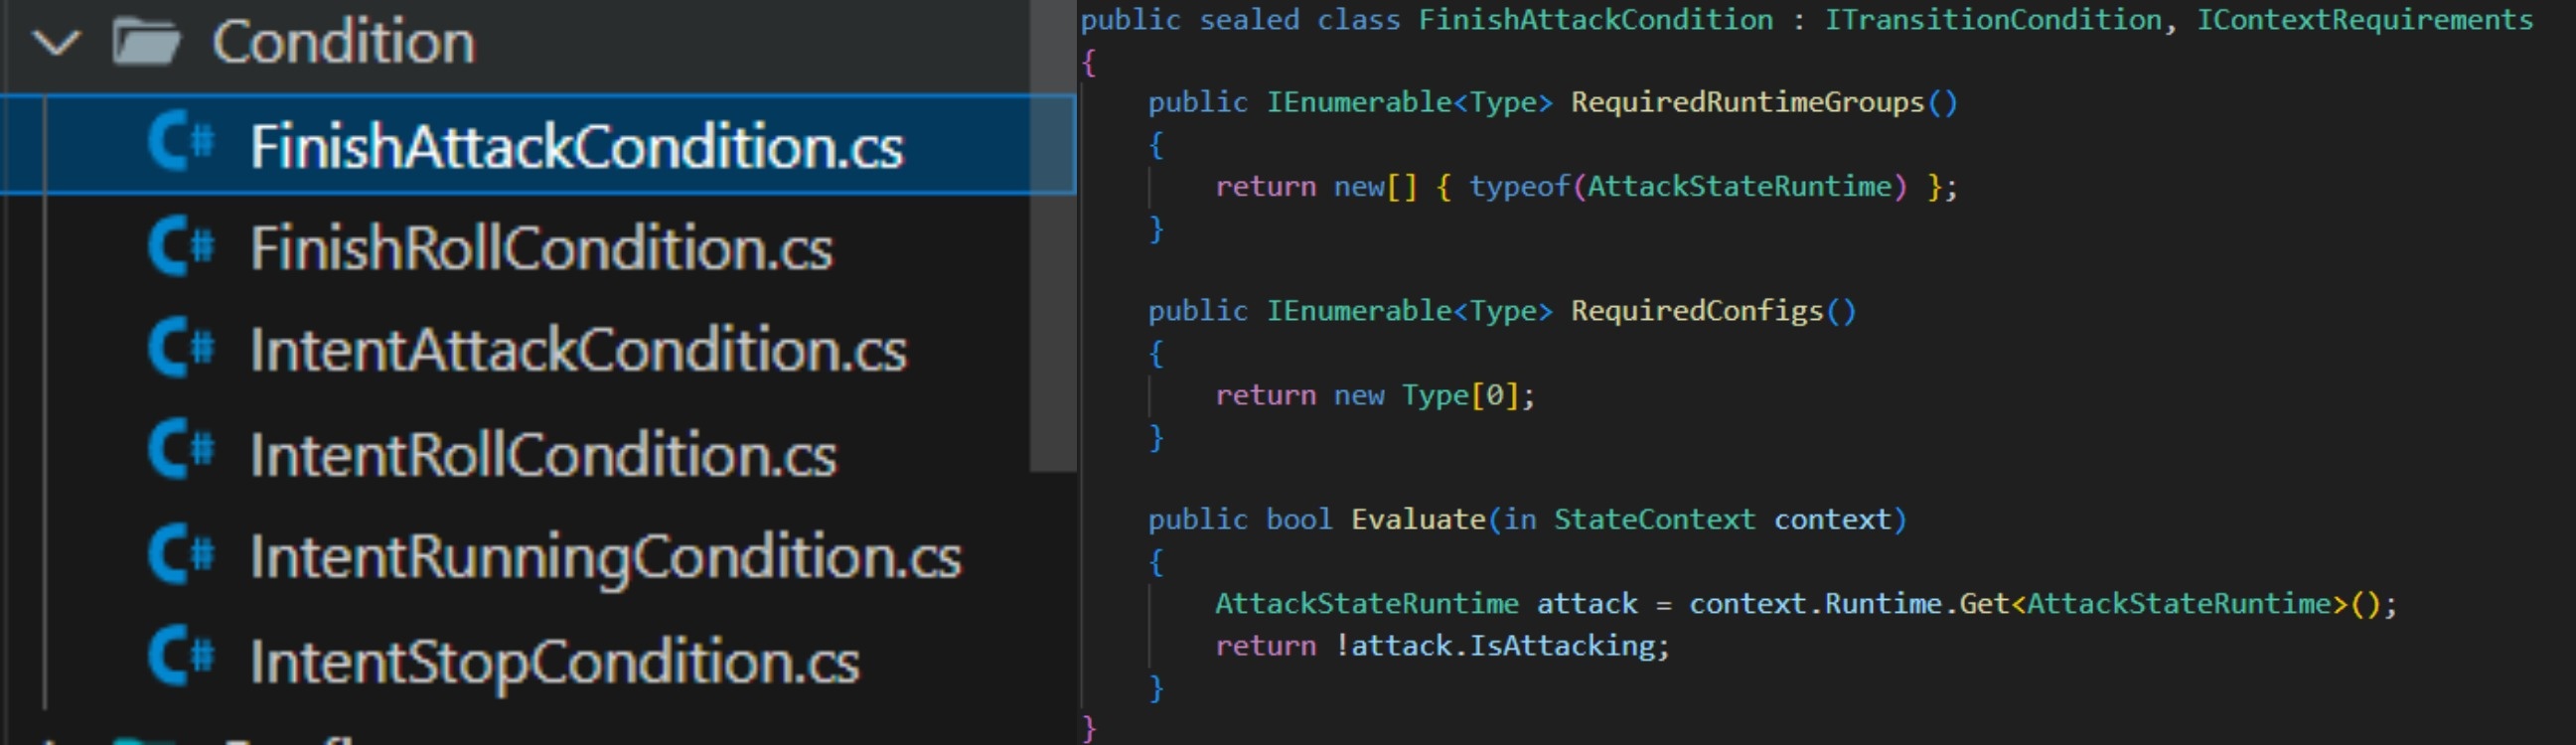 Condition
FinishAttackCondition.cs
FinishRollCondition.cs
IntentAttackCondition.cs
IntentRollCondition.cs
IntentRunningCondition.cs
IntentStopCondition.cs
public sealed class FinishAttackCondition : ITransitionCondition, IContextRequirements
{
    public IEnumerable<Type> RequiredRuntimeGroups()
    {
        return new[] { typeof(AttackStateRuntime) };
    }

    public IEnumerable<Type> RequiredConfigs()
    {
        return new Type[0];
    }

    public bool Evaluate(in StateContext context)
    {
        AttackStateRuntime attack = context.Runtime.Get<AttackStateRuntime>();
        return !attack.IsAttacking;
    }
}